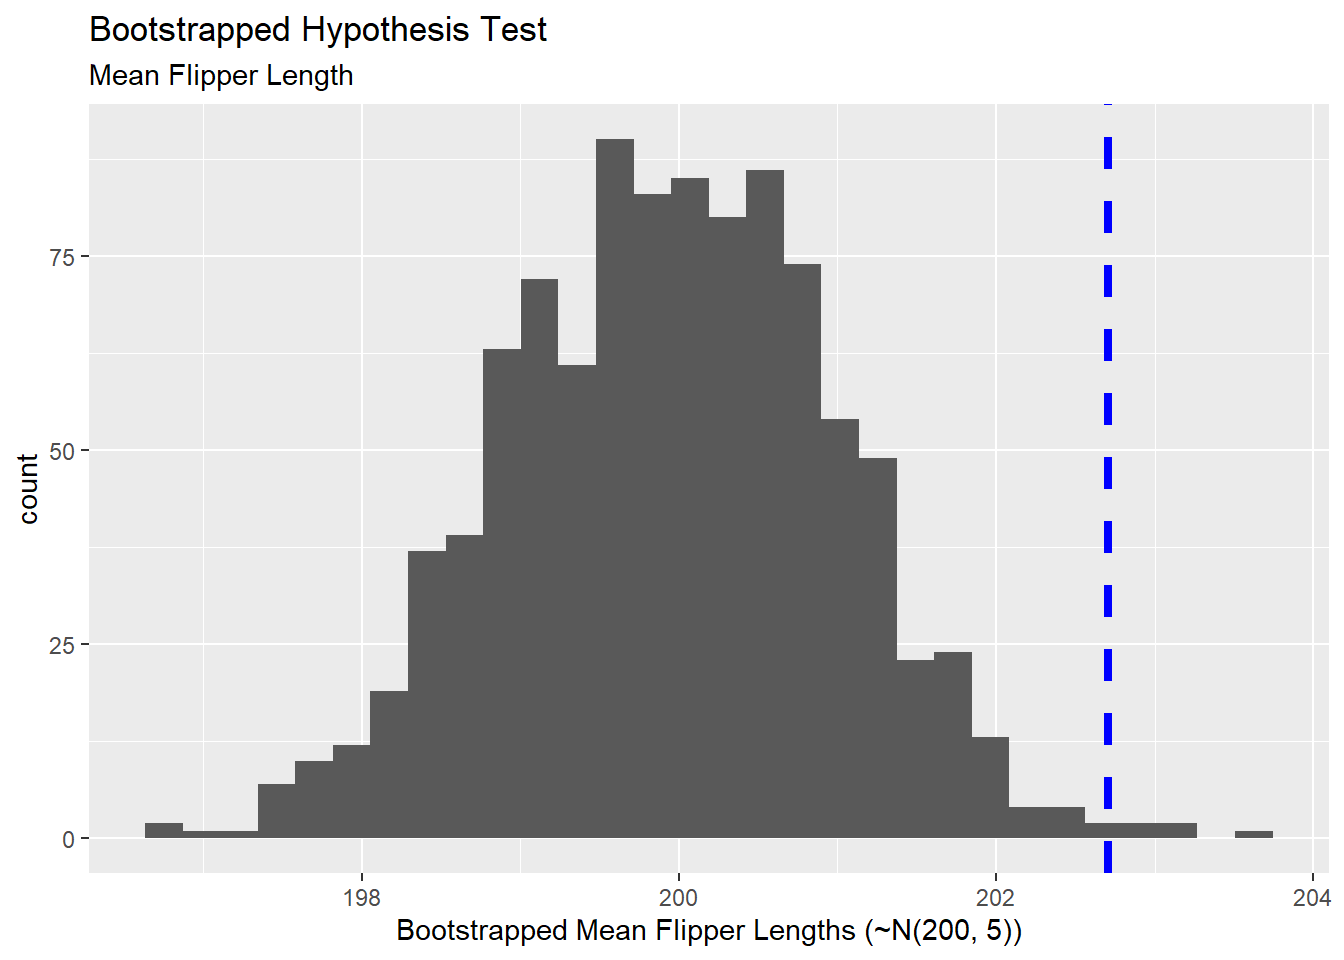 Bootstrapped Hypothesis Test
Mean Flipper Length
75
50
25
0
count
198 200 202 204
Bootstrapped Mean Flipper Lengths (~N(200, 5))